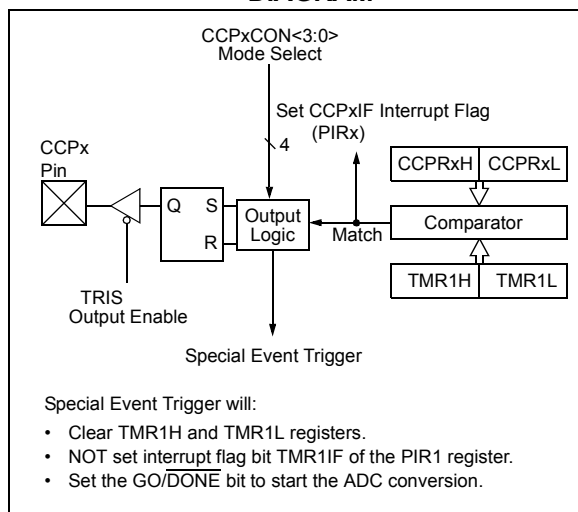 DIAGRAM
CCPxCON<3:0>
Mode Select
Set CCPxIF Interrupt Flag
(PIRx)
4
CCPx
Pin
CCPRxH CCPRxL
Q S
R
Output
Logic
Match
Comparator
TMR1H TMR1L
TRIS
Output Enable
Special Event Trigger
Special Event Trigger will:
• Clear TMR1H and TMR1L registers.
• NOT set interrupt flag bit TMR1IF of the PIR1 register.
• Set the GO/DONE bit to start the ADC conversion.